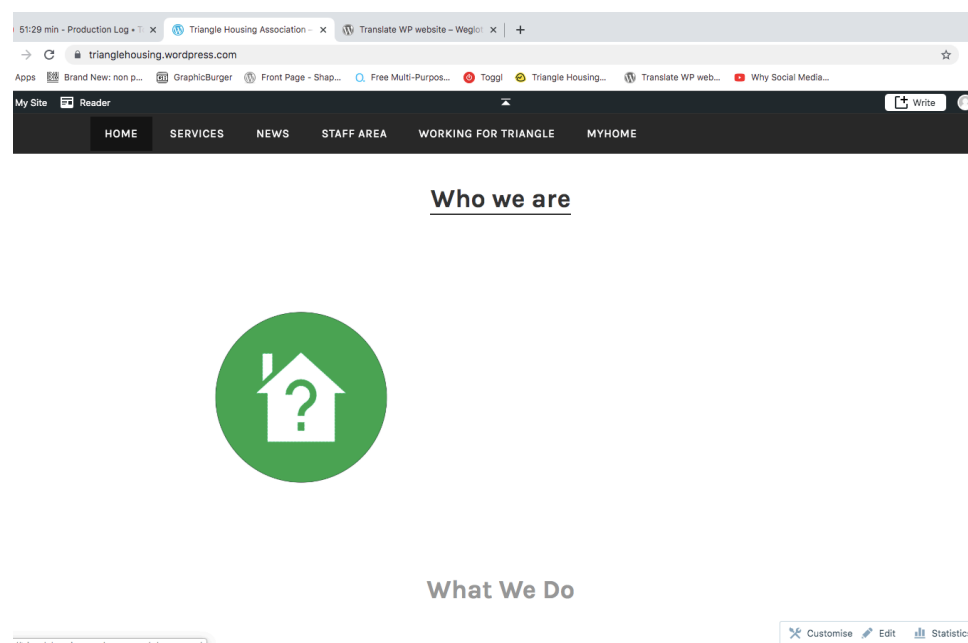 51:29 min - Production Log • Triangle Housing Association – Translate WP website – Weglot
trianglehousing.wordpress.com
Apps Brand New: non p... GraphicBurger Front Page - Shap... Free Multi-Purpos... Toggl Triangle Housing... Translate WP web... Why Social Media...
My Site Reader Write
HOME SERVICES NEWS STAFF AREA WORKING FOR TRIANGLE MYHOME
Who we are
?
What We Do
Customise Edit Statistics